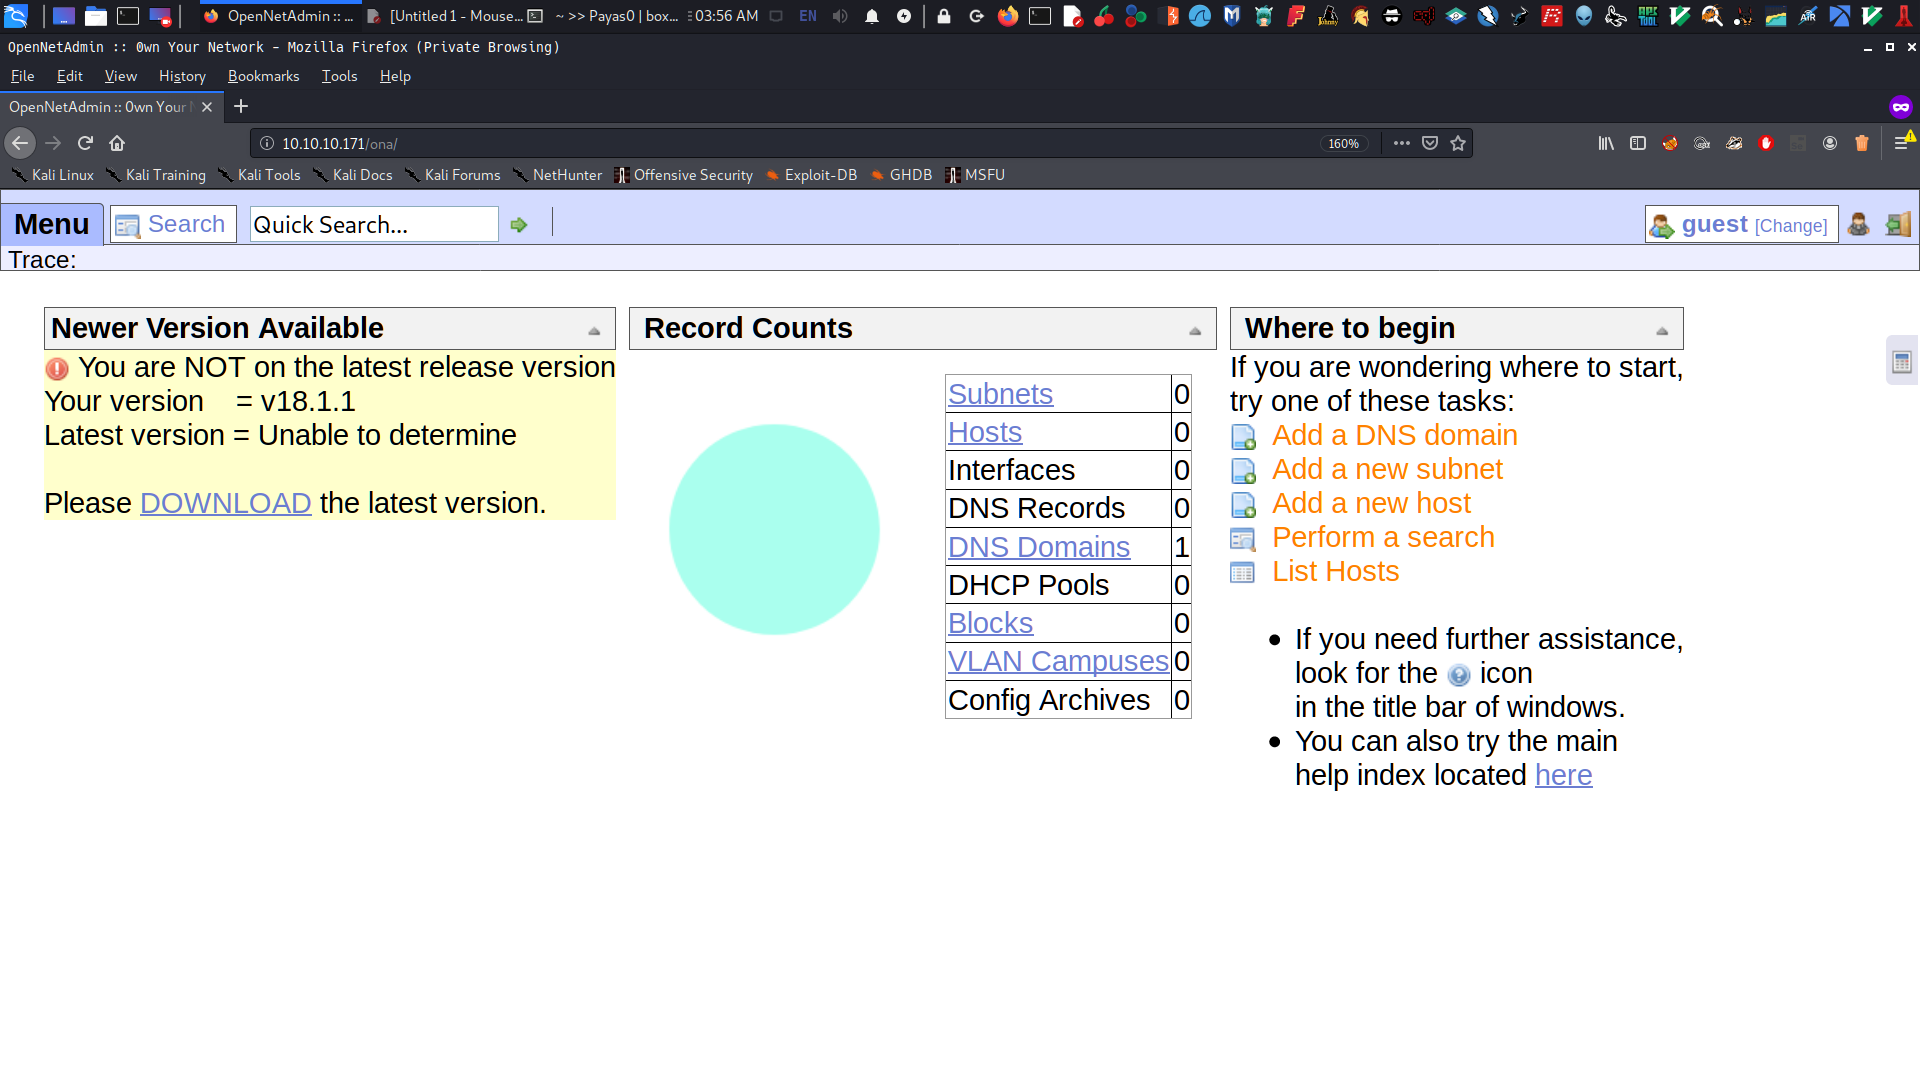 OpenNetAdmin :: ...
[Untitled 1 - Mouse...
~ >> Payas0 | box...
03:56 AM
EN
OpenNetAdmin :: 0wn Your Network - Mozilla Firefox (Private Browsing)
File Edit View History Bookmarks Tools Help
OpenNetAdmin :: 0wn Your
10.10.10.171/ona/
160%
Kali Linux Kali Training Kali Tools Kali Docs Kali Forums NetHunter Offensive Security Exploit-DB GHDB MSFU
Menu Search Quick Search... guest [Change]
Trace:
Newer Version Available
You are NOT on the latest release version
Your version = v18.1.1
Latest version = Unable to determine
Please DOWNLOAD the latest version.
Record Counts
Subnets 0
Hosts 0
Interfaces 0
DNS Records 0
DNS Domains 1
DHCP Pools 0
Blocks 0
VLAN Campuses 0
Config Archives 0
Where to begin
If you are wondering where to start,
try one of these tasks:
Add a DNS domain
Add a new subnet
Add a new host
Perform a search
List Hosts
If you need further assistance,
look for the icon
in the title bar of windows.
You can also try the main
help index located here